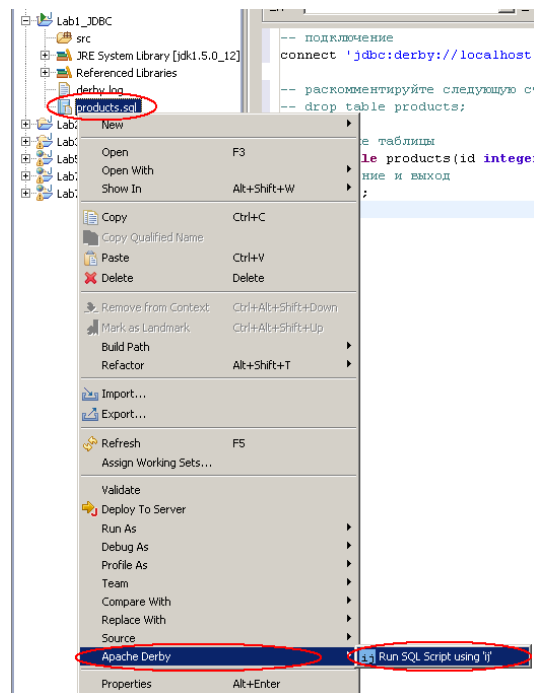 Lab1_JDBC
src
JRE System Library [jdk1.5.0_12]
Referenced Libraries
derby.log
products.sql
-- подключение
connect 'jdbc:derby://localhost
-- раскомментируйте следующую
-- drop table products;
таблицы
products(id integer
ние и выход
;
New
Open F3
Open With
Show In Alt+Shift+W
Copy Ctrl+C
Copy Qualified Name
Paste Ctrl+V
Delete Delete
Remove from Context Ctrl+Alt+Shift+Down
Mark as Landmark Ctrl+Alt+Shift+Up
Build Path
Refactor Alt+Shift+T
Import...
Export...
Refresh F5
Assign Working Sets...
Validate
Deploy To Server
Run As
Debug As
Profile As
Team
Compare With
Replace With
Source
Apache Derby
Run SQL Script using 'ij'
Properties Alt+Enter